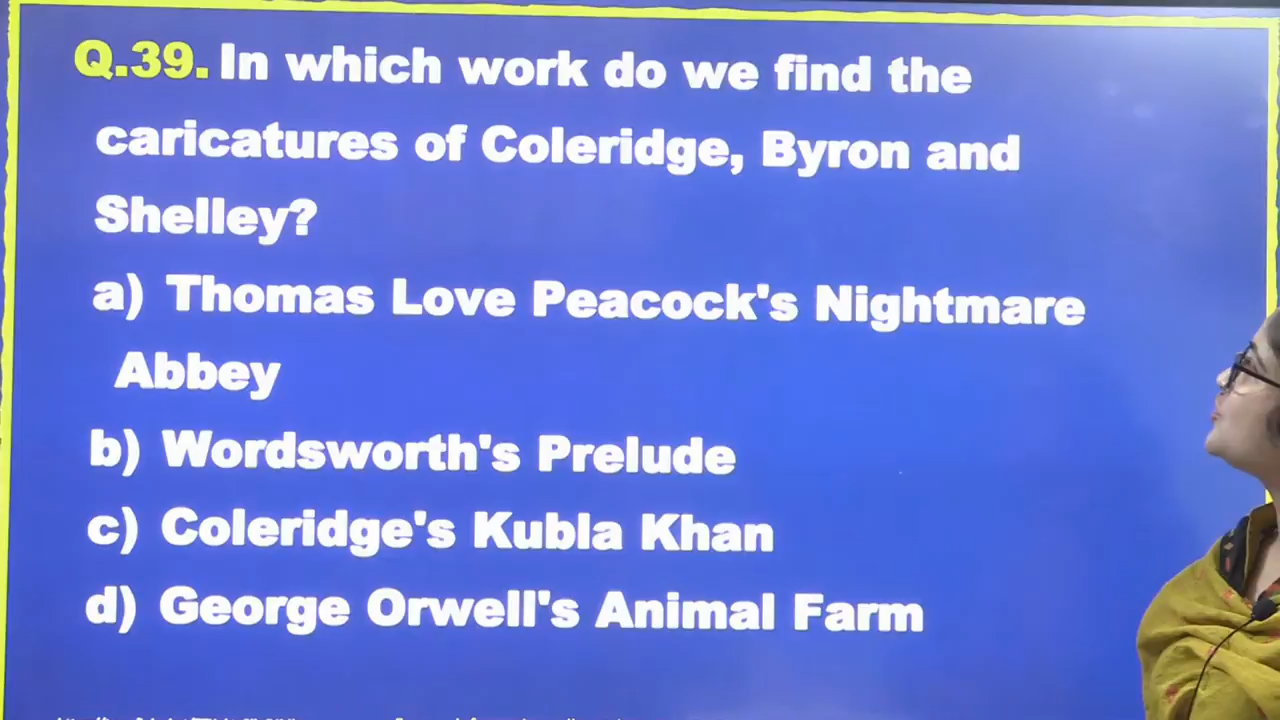 Q.39. In which work do we find the
caricatures of Coleridge, Byron and
Shelley?
a) Thomas Love Peacock's Nightmare
Abbey
b) Wordsworth's Prelude
c) Coleridge's Kubla Khan
d) George Orwell's Animal Farm